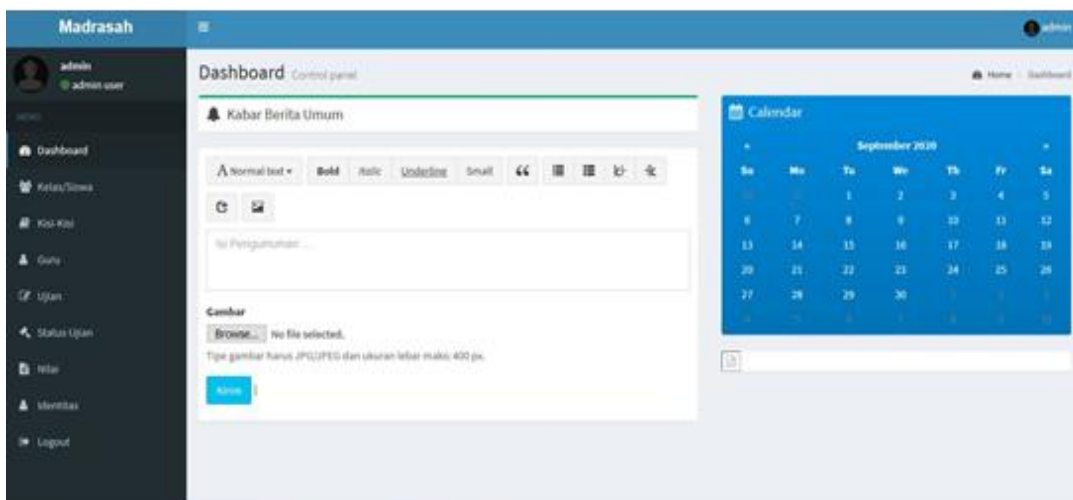 Madrasah
admin
admin
admin user
MENU
Dashboard
Kelas/Siswa
Kisi-Kisi
Guru
Ujian
Status Ujian
Nilai
Identitas
Logout
Dashboard Control panel
Home Dashboard
Kabar Berita Umum
Normal text Bold Italic Underline Small
Isi Pengumuman ...
Gambar
Browse... No file selected.
Tipe gambar harus JPG/JPEG dan ukuran lebar maks: 400 px.
Kirim
Calendar
« September 2020 »
Su Mo Tu We Th Fr Sa
1 2 3 4 5
6 7 8 9 10 11 12
13 14 15 16 17 18 19
20 21 22 23 24 25 26
27 28 29 30